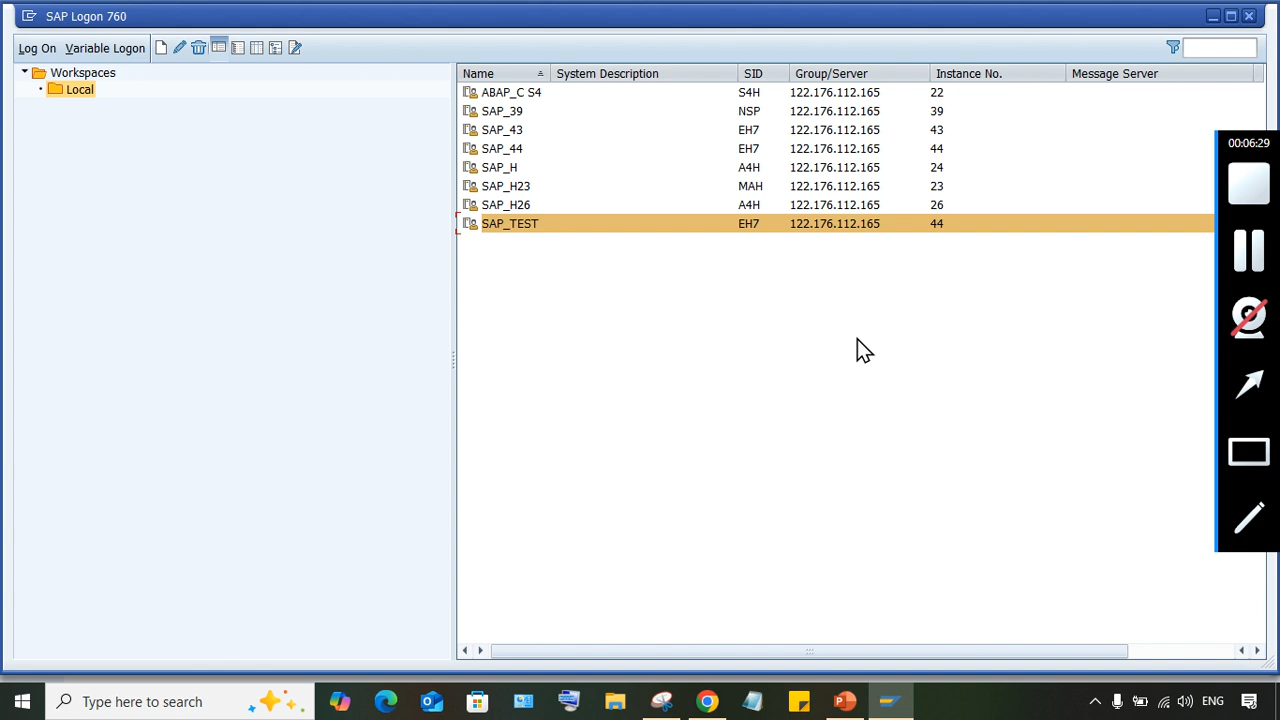 SAP Logon 760
Log On Variable Logon
Workspaces
Local
Name System Description SID Group/Server Instance No. Message Server
ABAP_C S4 S4H 122.176.112.165 22
SAP_39 NSP 122.176.112.165 39
SAP_43 EH7 122.176.112.165 43
SAP_44 EH7 122.176.112.165 44
SAP_H A4H 122.176.112.165 24
SAP_H23 MAH 122.176.112.165 23
SAP_H26 A4H 122.176.112.165 26
SAP_TEST EH7 122.176.112.165 44
00:06:29
Type here to search
ENG